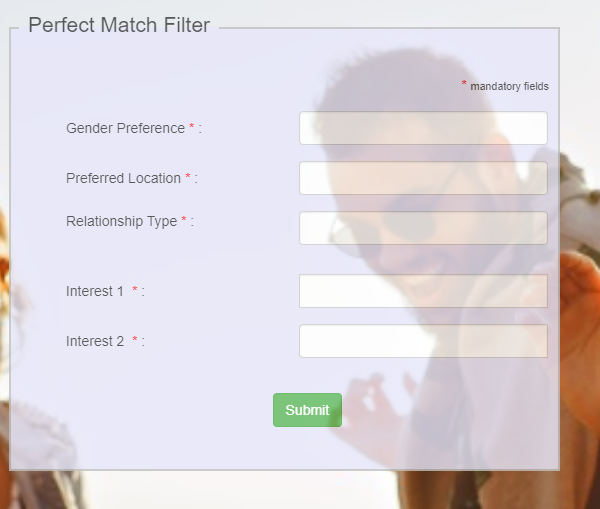 Perfect Match Filter
* mandatory fields
Gender Preference * :
Preferred Location * :
Relationship Type * :
Interest 1 * :
Interest 2 * :
Submit